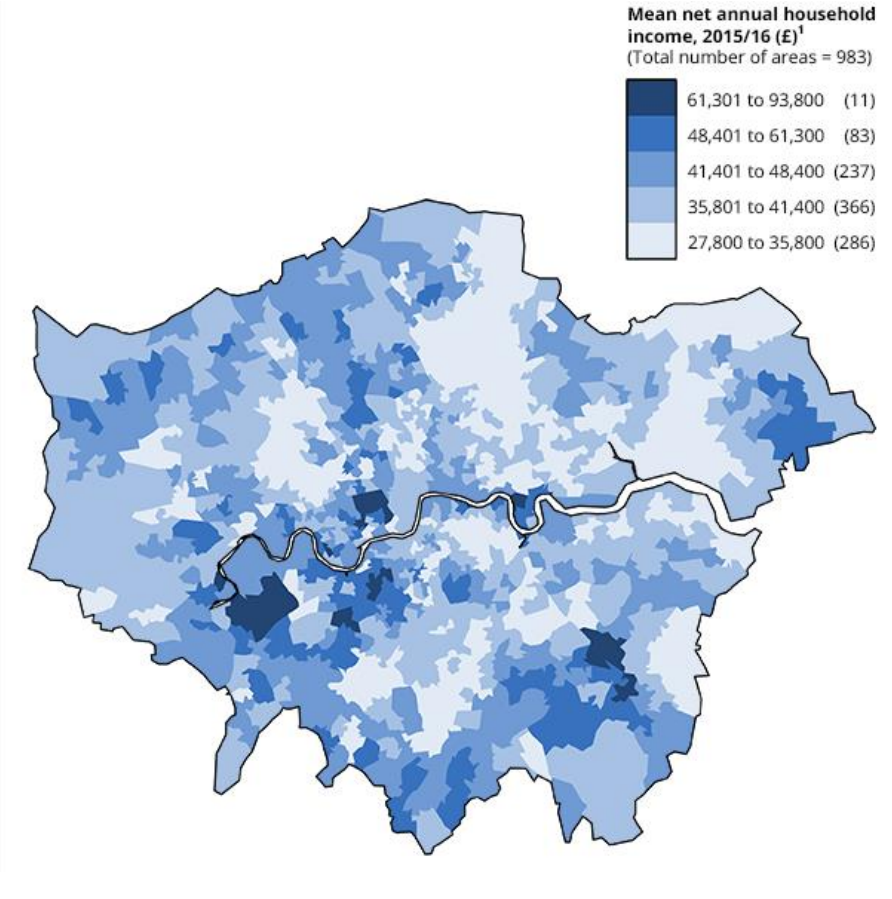 Mean net annual household
income, 2015/16 (£)¹
(Total number of areas = 983)
61,301 to 93,800 (11)
48,401 to 61,300 (83)
41,401 to 48,400 (237)
35,801 to 41,400 (366)
27,800 to 35,800 (286)